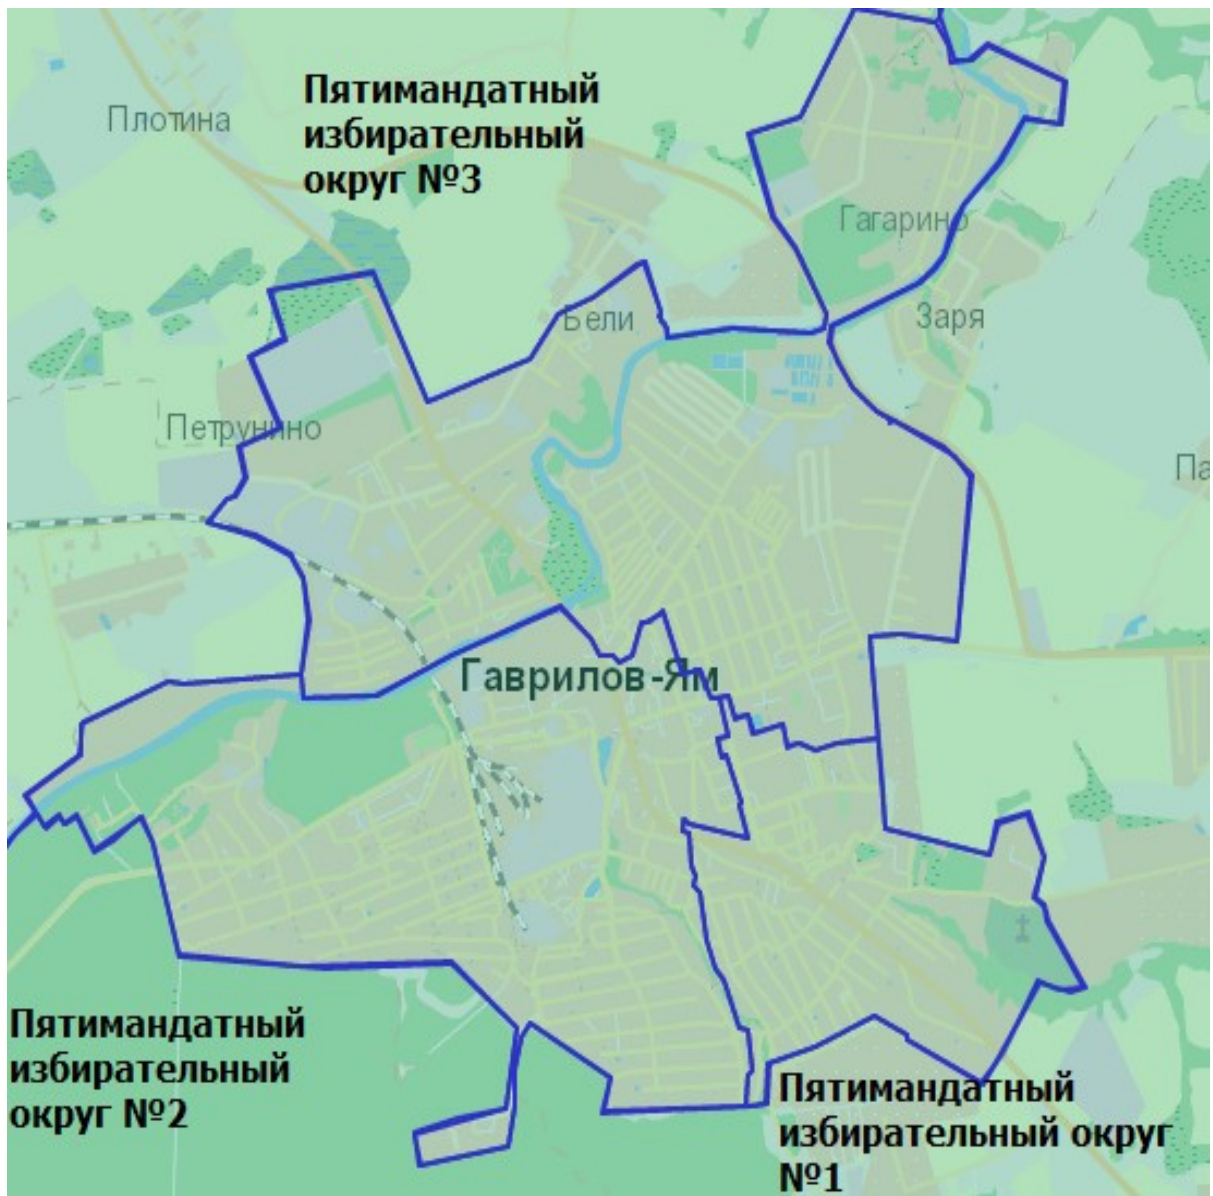 Пятимандатный
избирательный
округ №3
Плотина
Гагарино
Бели
Заря
Петрунино
Па
Гаврилов-Ям
Пятимандатный
избирательный
округ №2
Пятимандатный
избирательный округ
№1